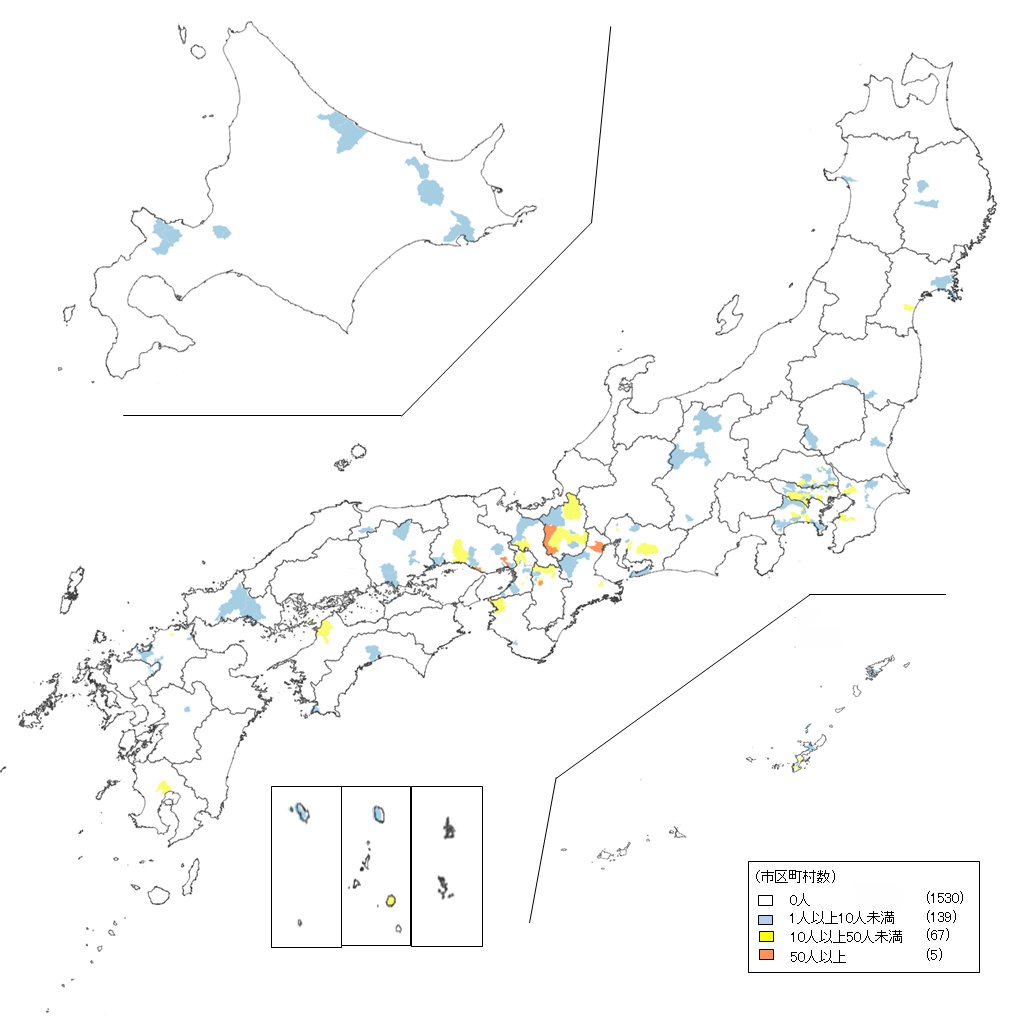 (市区町村数)
0人 (1530)
1人以上10人未満 (139)
10人以上50人未満 (67)
50人以上 (5)